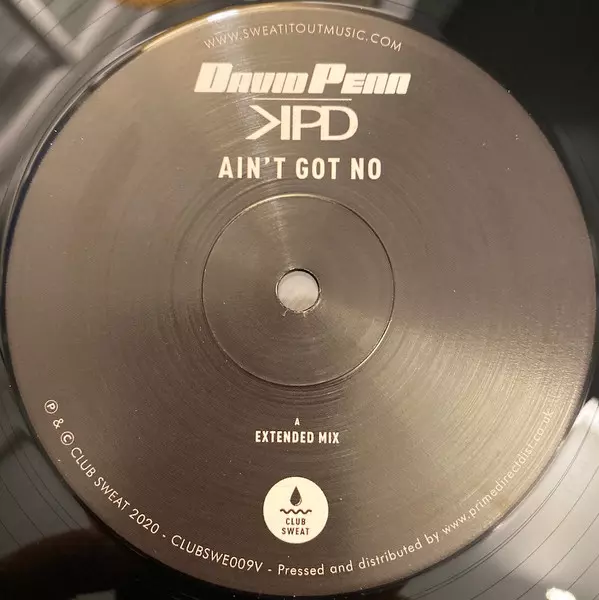 WWW.SWEATITOUTMUSIC.COM
DAVID PENN
KPD
AIN'T GOT NO
A
EXTENDED MIX
CLUB
SWEAT
Ⓟ & © CLUB SWEAT 2020 - CLUBSWE009V - Pressed and distributed by www.primedirectdist.co.uk